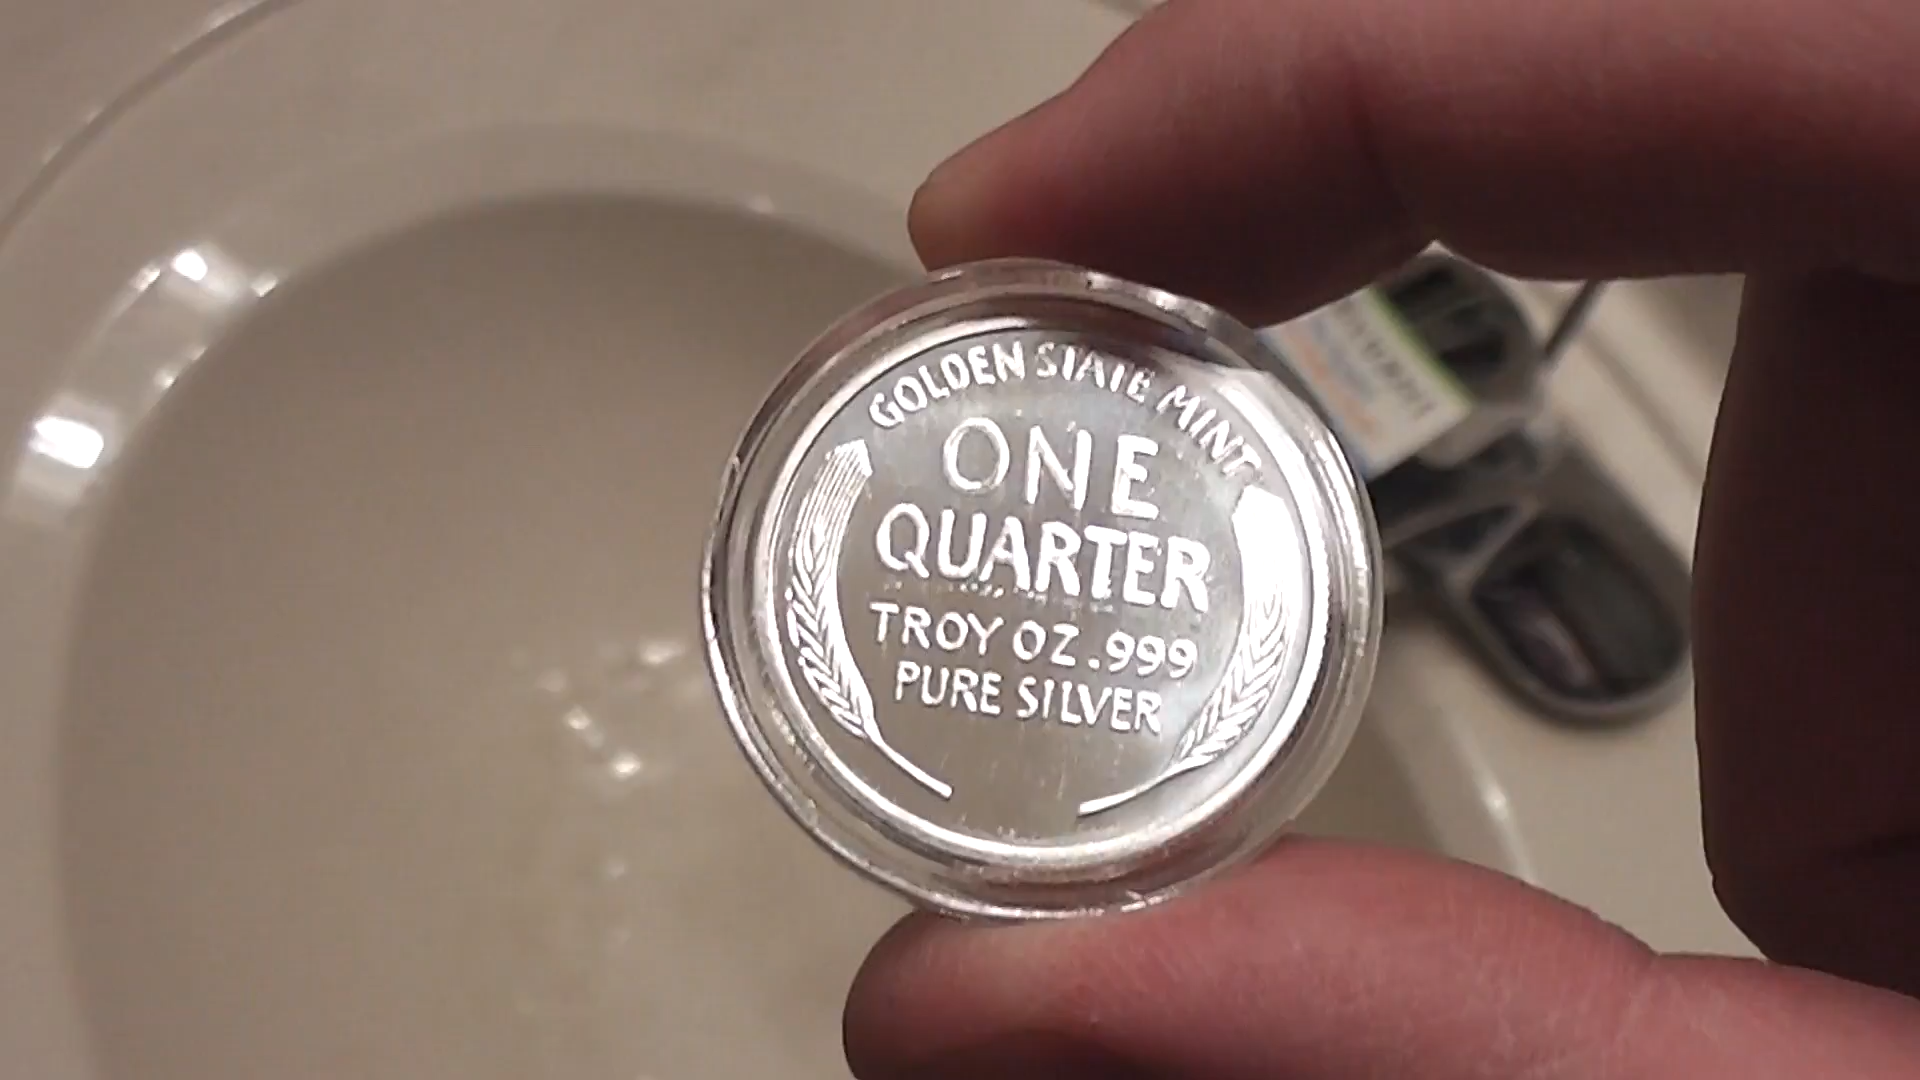 GOLDEN STATE MINT
ONE
QUARTER
TROY OZ .999
PURE SILVER